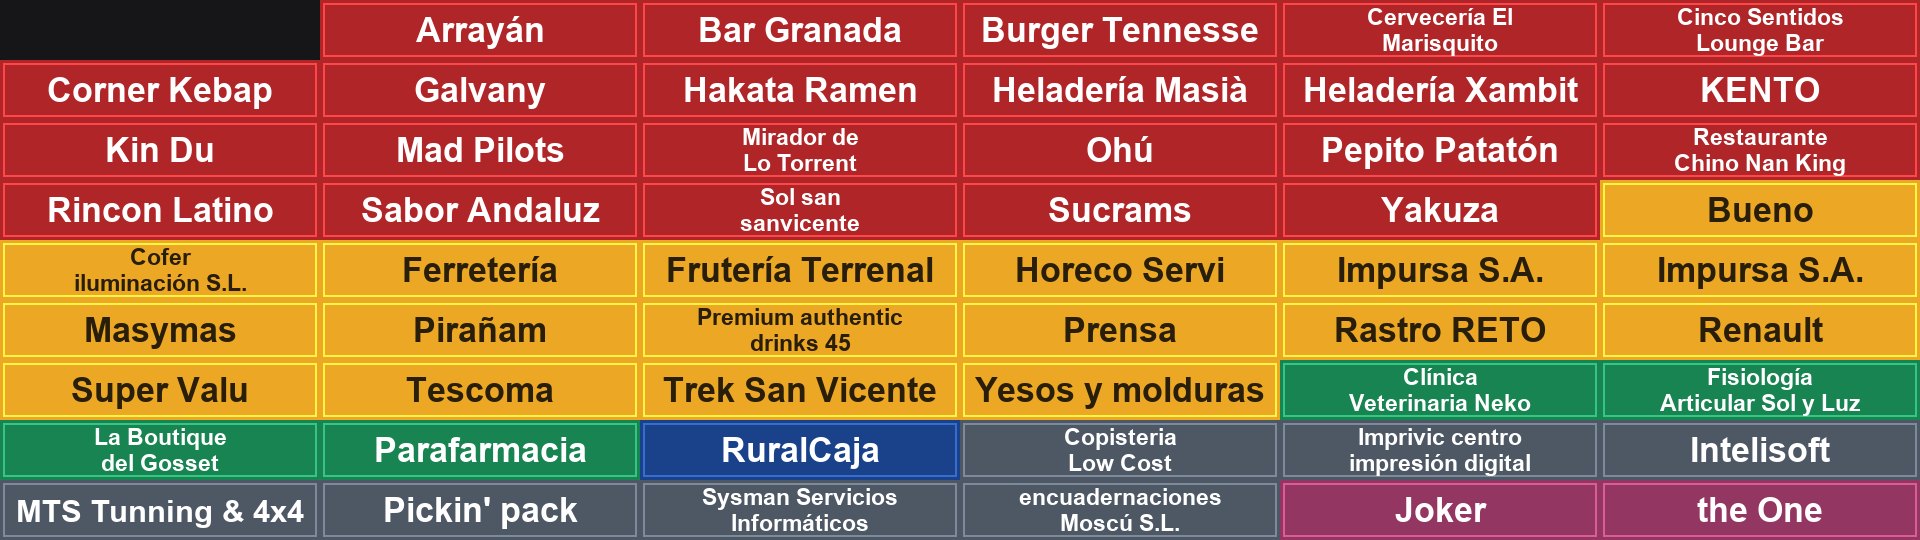 Arrayán
Bar Granada
Burger Tennesse
Cervecería El
Marisquito
Cinco Sentidos
Lounge Bar
Corner Kebap
Galvany
Hakata Ramen
Heladería Masià
Heladería Xambit
KENTO
Kin Du
Mad Pilots
Mirador de
Lo Torrent
Ohú
Pepito Patatón
Restaurante
Chino Nan King
Rincon Latino
Sabor Andaluz
Sol san
sanvicente
Sucrams
Yakuza
Bueno
Cofer
iluminación S.L.
Ferretería
Frutería Terrenal
Horeco Servi
Impursa S.A.
Impursa S.A.
Masymas
Pirañam
Premium authentic
drinks 45
Prensa
Rastro RETO
Renault
Super Valu
Tescoma
Trek San Vicente
Yesos y molduras
Clínica
Veterinaria Neko
Fisiología
Articular Sol y Luz
La Boutique
del Gosset
Parafarmacia
RuralCaja
Copisteria
Low Cost
Imprivic centro
impresión digital
Intelisoft
MTS Tunning & 4x4
Pickin' pack
Sysman Servicios
Informáticos
encuadernaciones
Moscú S.L.
Joker
the One